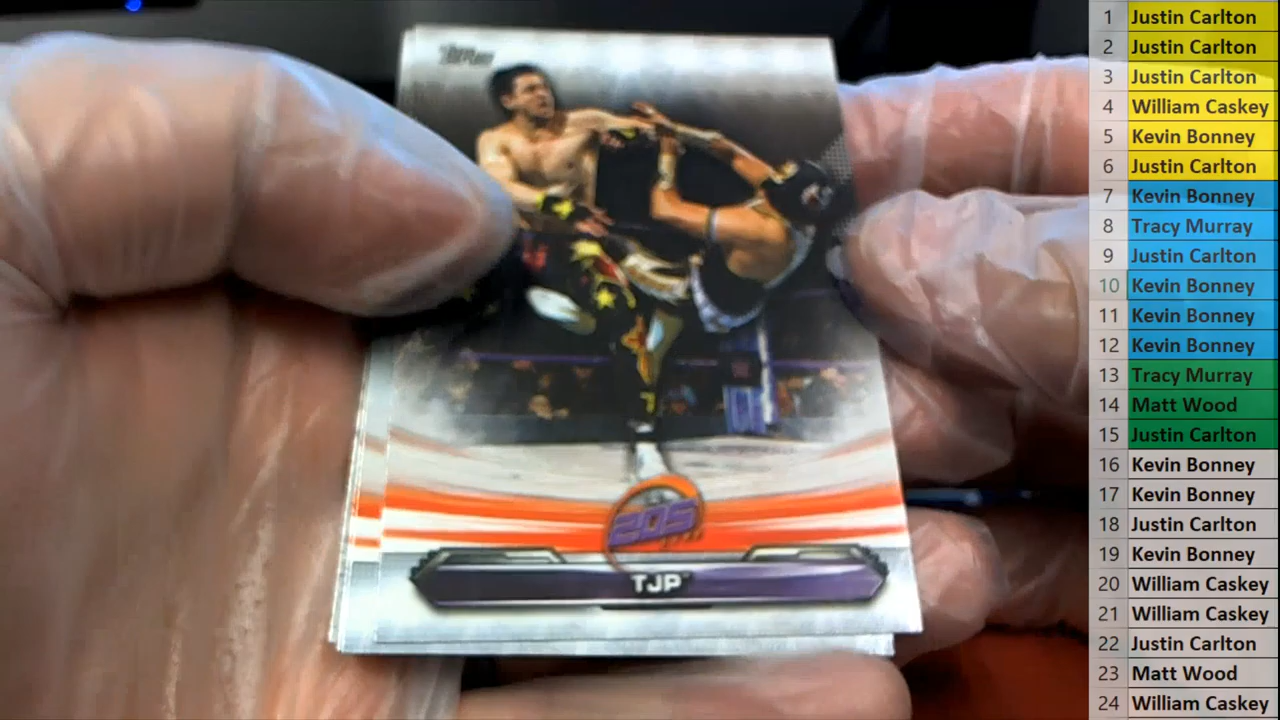 Topps
205
TJP
1 Justin Carlton
2 Justin Carlton
3 Justin Carlton
4 William Caskey
5 Kevin Bonney
6 Justin Carlton
7 Kevin Bonney
8 Tracy Murray
9 Justin Carlton
10 Kevin Bonney
11 Kevin Bonney
12 Kevin Bonney
13 Tracy Murray
14 Matt Wood
15 Justin Carlton
16 Kevin Bonney
17 Kevin Bonney
18 Justin Carlton
19 Kevin Bonney
20 William Caskey
21 William Caskey
22 Justin Carlton
23 Matt Wood
24 William Caskey